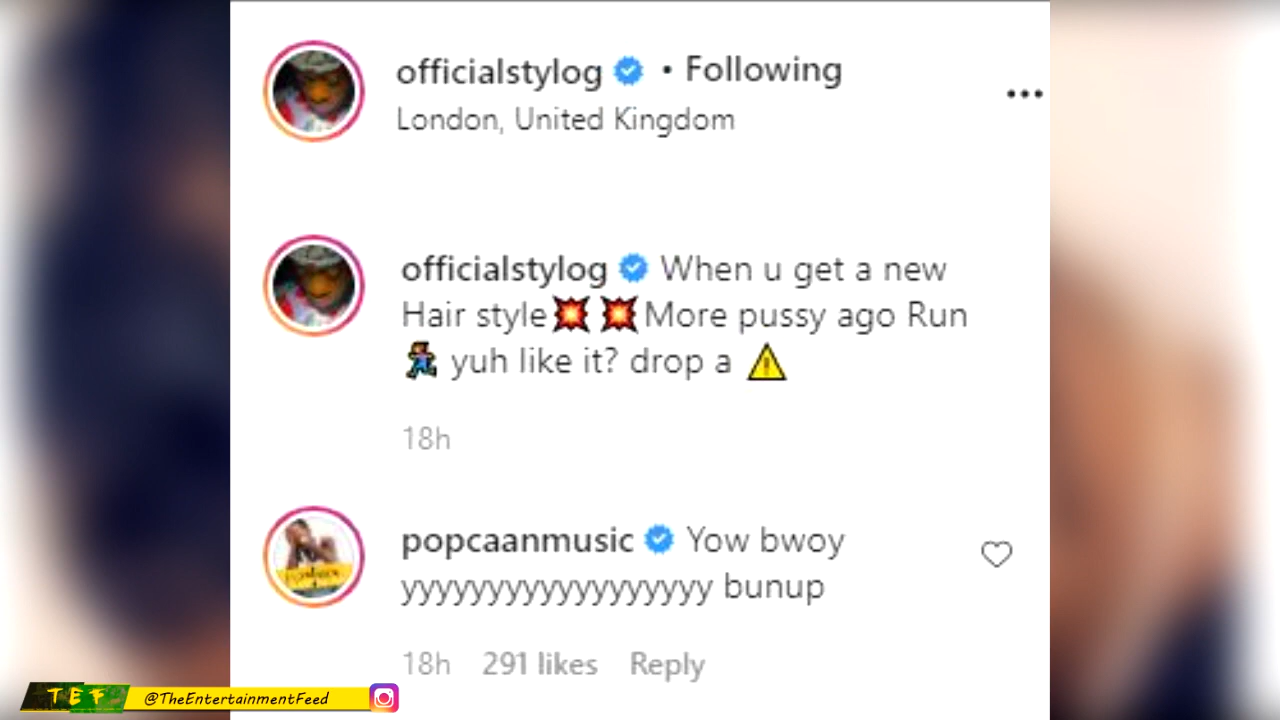 officialstylog • Following
London, United Kingdom
officialstylog When u get a new
Hair style💥 💥More pussy ago Run
🏃 yuh like it? drop a ⚠️
18h
popcaanmusic Yow bwoy
yyyyyyyyyyyyyyyyyy bunup
18h 291 likes Reply
TEF @TheEntertainmentFeed